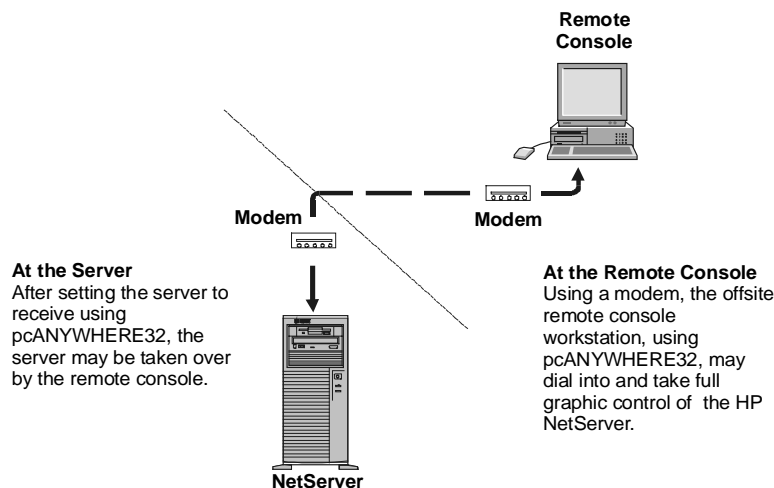 Remote
Console
Modem
Modem
At the Server
After setting the server to
receive using
pcANYWHERE32, the
server may be taken over
by the remote console.
At the Remote Console
Using a modem, the offsite
remote console
workstation, using
pcANYWHERE32, may
dial into and take full
graphic control of the HP
NetServer.
NetServer